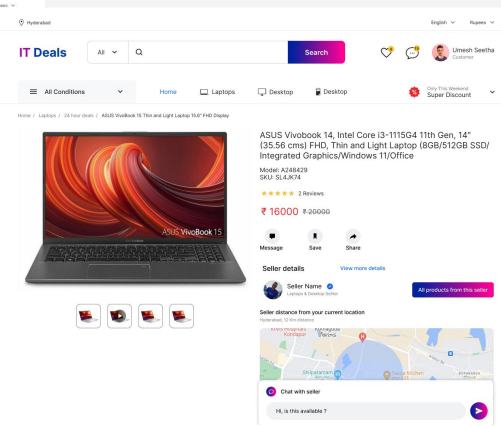 Hyderabad
English
Rupees
IT Deals
All
Search
Umesh Seetha
Customer
All Conditions
Home
Laptops
Desktop
Desktop
Only This Weekend
Super Discount
Home / Laptops / 24 hour deals / ASUS VivoBook 15 Thin and Light Laptop 15.6" FHD Display
ASUS Vivobook 14, Intel Core i3-1115G4 11th Gen, 14"
(35.56 cms) FHD, Thin and Light Laptop (8GB/512GB SSD/
Integrated Graphics/Windows 11/Office
Model: A248429
SKU: SL4JK74
2 Reviews
₹ 16000 ₹ 20000
Message
Save
Share
ASUS VivoBook 15
Seller details
View more details
Seller Name
Laptops & Desktop Seller
All products from this seller
Seller distance from your current location
Hyderabad, 12 Km distance
Kondapur
Shilparamam
Chat with seller
Hi, is this available ?